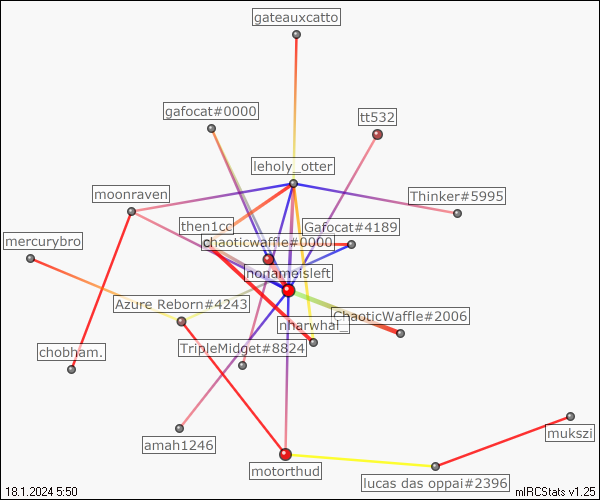 gateauxcatto
gafocat#0000
tt532
leholy_otter
moonraven
Thinker#5995
then1cc
Gafocat#4189
mercurybro
chaoticwaffle#0000
nonameisleft
Azure Reborn#4243
ChaoticWaffle#2006
nharwhal_
chobham.
TripleMidget#8824
mukszi
amah1246
motorthud
lucas das oppai#2396
18.1.2024 5:50
mIRCStats v1.25